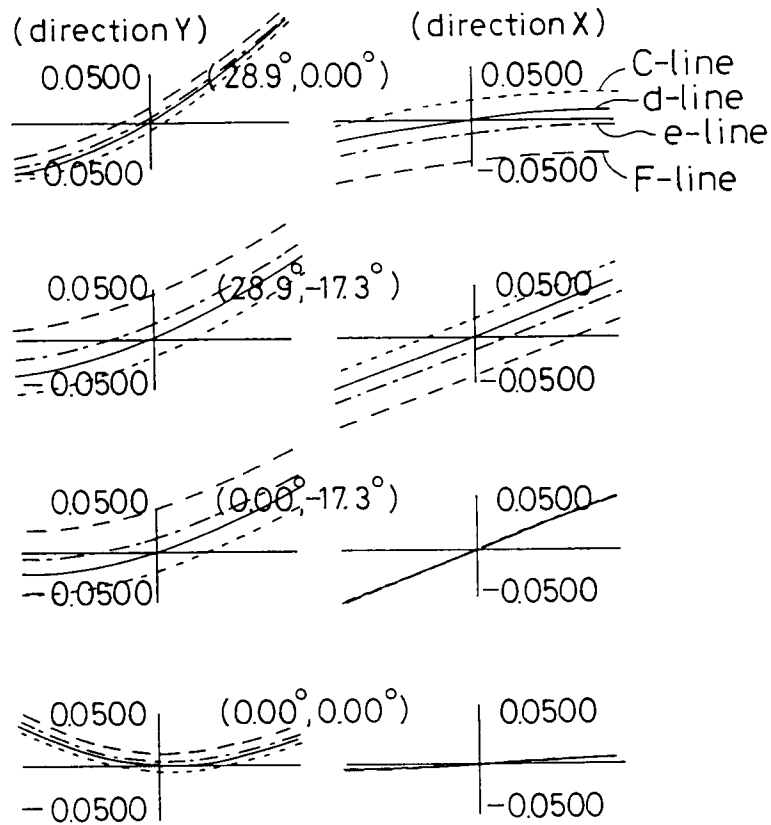 (direction Y) (direction X)
0.0500 (28.9°, 0.00°) 0.0500 C-line
d-line
e-line
-0.0500 -0.0500 F-line
0.0500 (28.9°, -17.3°) 0.0500
-0.0500 -0.0500
0.0500 (0.00°, -17.3°) 0.0500
-0.0500 -0.0500
0.0500 (0.00°, 0.00°) 0.0500
-0.0500 -0.0500